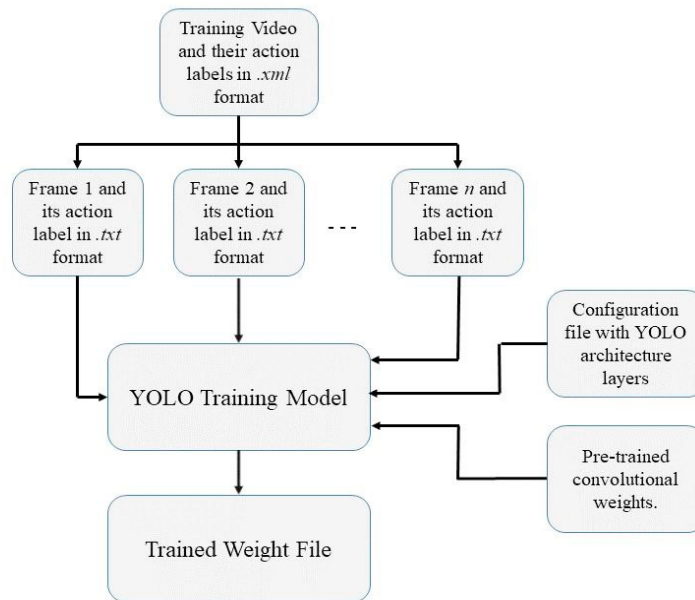 Training Video
and their action
labels in .xml
format
Frame 1 and
its action
label in .txt
format
Frame 2 and
its action
label in .txt
format
- - -
Frame n and
its action
label in .txt
format
Configuration
file with YOLO
architecture
layers
YOLO Training Model
Pre-trained
convolutional
weights.
Trained Weight File